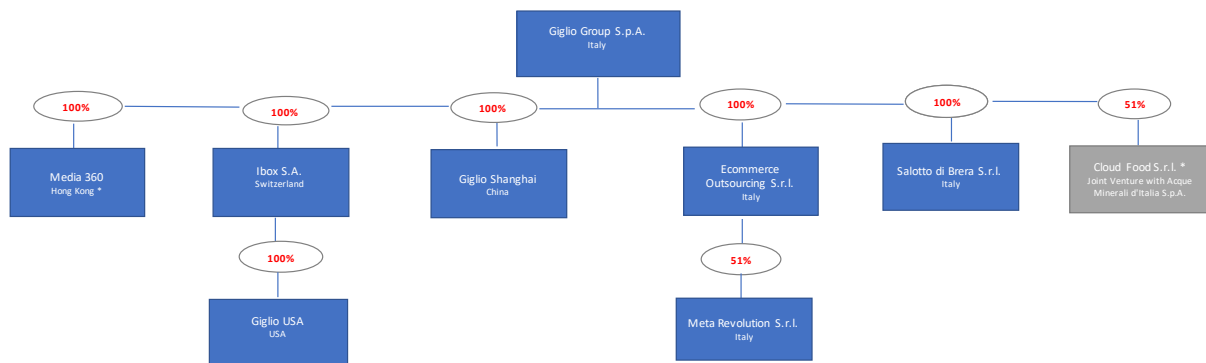 Giglio Group S.p.A.
Italy
100%
100%
100%
100%
100%
51%
Media 360
Hong Kong *
Ibox S.A.
Switzerland
Giglio Shanghai
China
Ecommerce
Outsourcing S.r.l.
Italy
Salotto di Brera S.r.l.
Italy
Cloud Food S.r.l. *
Joint Venture with Acque
Minerali d'Italia S.p.A.
100%
51%
Giglio USA
USA
Meta Revolution S.r.l.
Italy